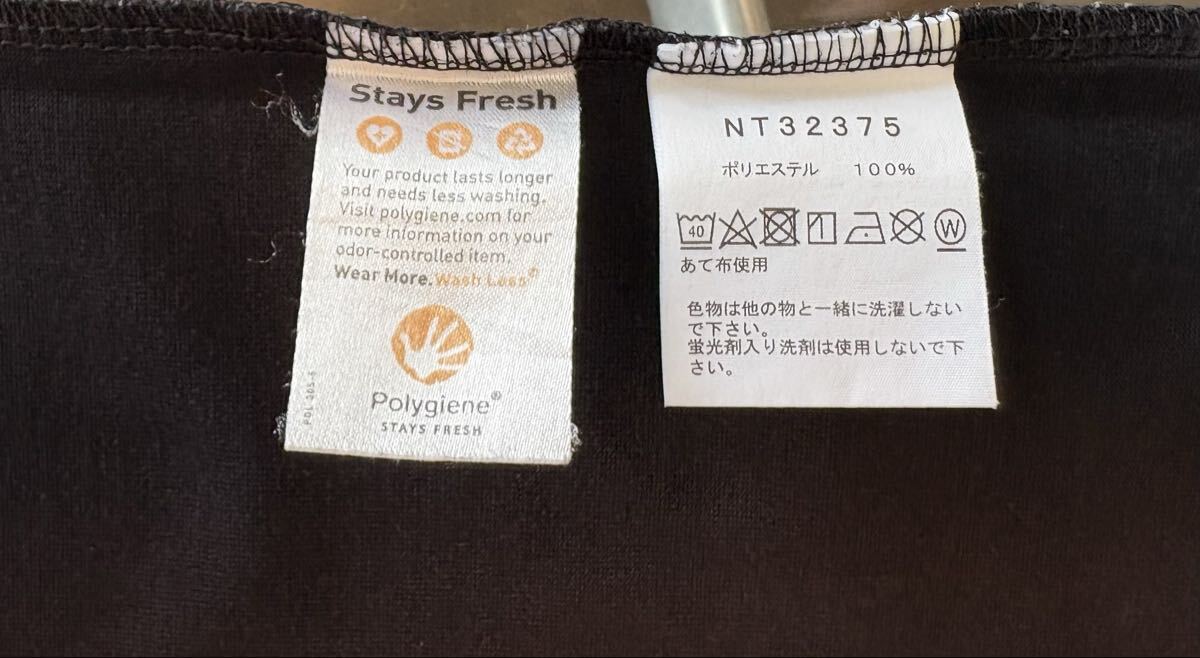 Stays Fresh
Your product lasts longer
and needs less washing.
Visit polygiene.com for
more information on your
odor-controlled item.
Wear More. Wash Less®
Polygiene®
STAYS FRESH
NT32375
ポリエステル 100%
40
W
あて布使用
色物は他の物と一緒に洗濯しない
で下さい。
蛍光剤入り洗剤は使用しないで下
さい。